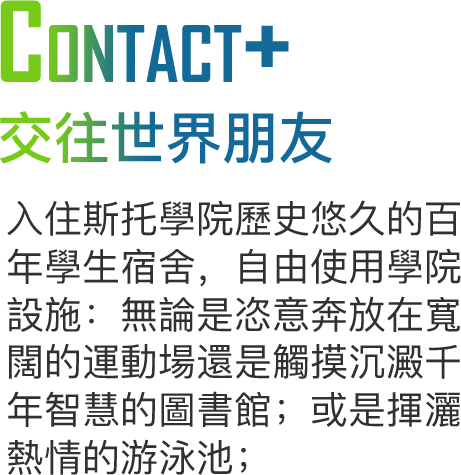 CONTACT+
交往世界朋友
入住斯托學院歷史悠久的百
年學生宿舍，自由使用學院
設施：無論是恣意奔放在寬
闊的運動場還是觸摸沉澱千
年智慧的圖書館；或是揮灑
熱情的游泳池；